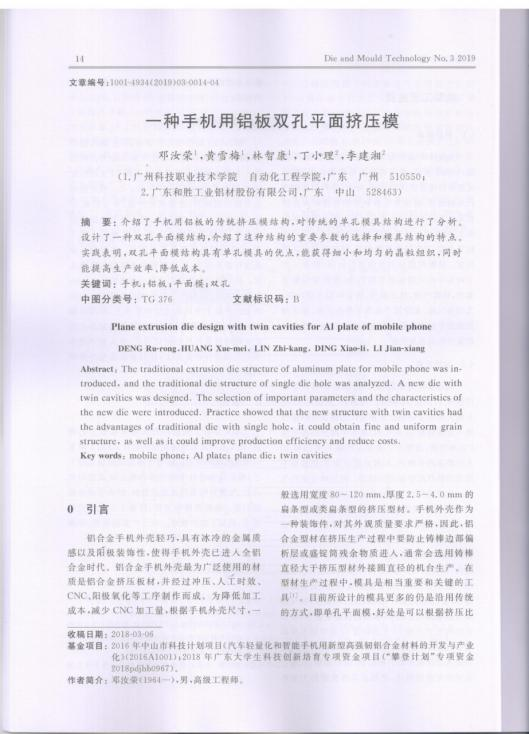 14
Die and Mould Technology No. 3 2019
文章编号:1001-4934(2019)03-0014-04
一种手机用铝板双孔平面挤压模
邓汝荣1,黄雪梅1,林智康1,丁小理2,李建湘2
(1.广州科技职业技术学院 自动化工程学院,广东 广州 510550;
2.广东和胜工业铝材股份有限公司,广东 中山 528463)
摘 要:介绍了手机用铝板的传统挤压模结构,对传统的单孔模具结构进行了分析。
设计了一种双孔平面模结构,介绍了这种结构的重要参数的选择和模具结构的特点。
实践表明,双孔平面模结构具有单孔模具的优点,能获得细小和均匀的晶粒组织,同时
能提高生产效率、降低成本。
关键词:手机;铝板;平面模;双孔
中图分类号:TG 376 文献标识码:B
Plane extrusion die design with twin cavities for Al plate of mobile phone
DENG Ru-rong, HUANG Xue-mei, LIN Zhi-kang, DING Xiao-li, LI Jian-xiang
Abstract: The traditional extrusion die structure of aluminum plate for mobile phone was in-
troduced, and the traditional die structure of single die hole was analyzed. A new die with
twin cavities was designed. The selection of important parameters and the characteristics of
the new die were introduced. Practice showed that the new structure with twin cavities had
the advantages of traditional die with single hole, it could obtain fine and uniform grain
structure, as well as it could improve production efficiency and reduce costs.
Key words: mobile phone; Al plate; plane die; twin cavities
0 引言
铝合金手机外壳轻巧,具有冰冷的金属质
感以及阳极装饰性,使得手机外壳已进入全铝
合金时代。铝合金手机外壳最为广泛使用的材
质是铝合金挤压板材,并经过冲压、人工时效、
CNC、阳极氧化等工序制作而成。为降低加工
成本,减少 CNC 加工量,根据手机外壳尺寸,一
般选用宽度 80~120 mm、厚度 2.5~4.0 mm 的
扁条型或类扁条型的挤压型材。手机外壳作为
一种装饰件,对其外观质量要求严格,因此,铝
合金型材在挤压生产过程中要防止铸棒边部偏
析层或盛锭筒残余物质进入,通常会选用铸棒
直径大于挤压型材外接圆直径的机台生产。在
型材生产过程中,模具是相当重要和关键的工
具[1]。目前所设计的模具更多的仍是沿用传统
的方式,即单孔平面模,好处是可以根据挤压比
收稿日期:2018-03-06
基金项目:2016 年中山市科技计划项目(汽车轻量化和智能手机用新型高强韧铝合金材料的开发与产业
化)(2016A1001);2018 年广东大学生科技创新培育专项资金项目(“攀登计划”专项资金
2018pdjhb0967)。
作者简介:邓汝荣(1964—),男,高级工程师。